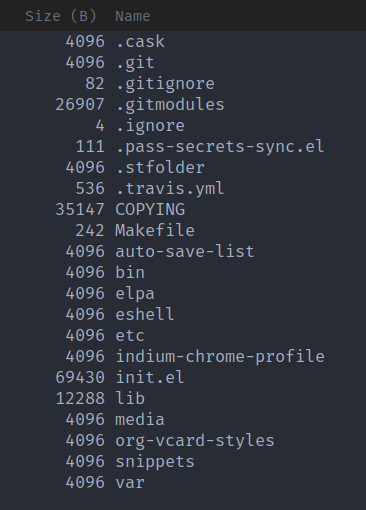 Size (B) Name
4096 .cask
4096 .git
82 .gitignore
26907 .gitmodules
4 .ignore
111 .pass-secrets-sync.el
4096 .stfolder
536 .travis.yml
35147 COPYING
242 Makefile
4096 auto-save-list
4096 bin
4096 elpa
4096 eshell
4096 etc
4096 indium-chrome-profile
69430 init.el
12288 lib
4096 media
4096 org-vcard-styles
4096 snippets
4096 var